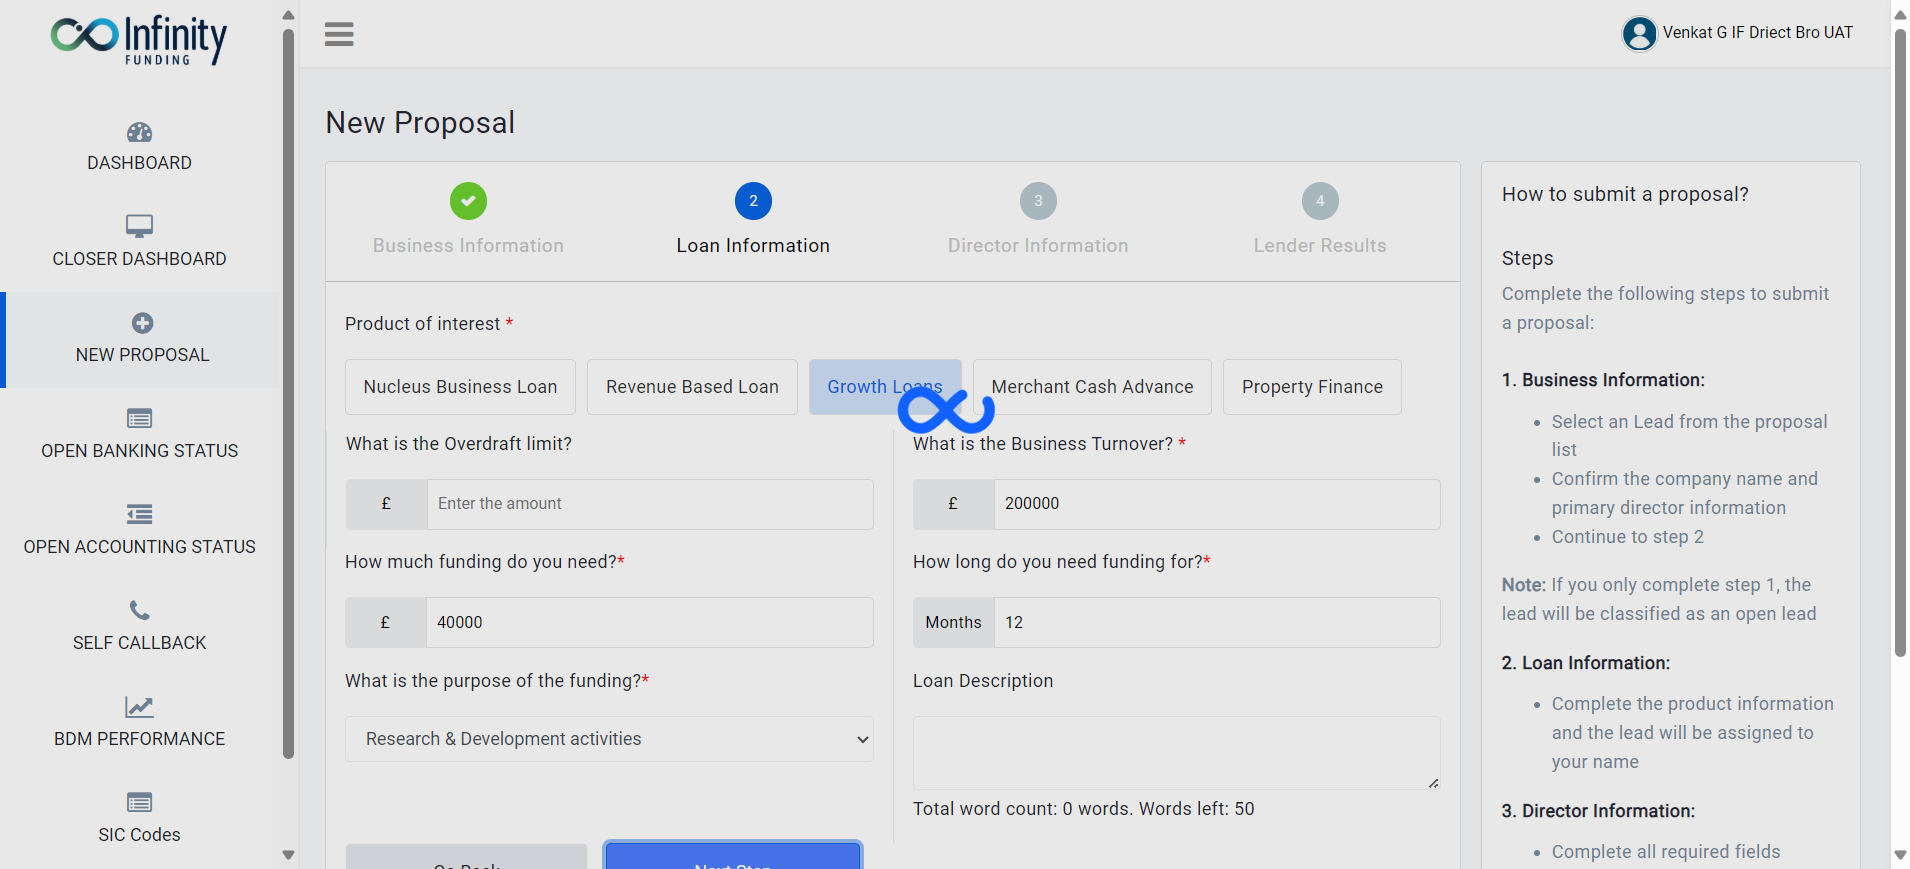 Infinity
FUNDING
Venkat G IF Driect Bro UAT
DASHBOARD
CLOSER DASHBOARD
NEW PROPOSAL
OPEN BANKING STATUS
OPEN ACCOUNTING STATUS
SELF CALLBACK
BDM PERFORMANCE
SIC Codes
New Proposal
2
3
4
Business Information
Loan Information
Director Information
Lender Results
Product of interest *
Nucleus Business Loan
Revenue Based Loan
Growth Loans
Merchant Cash Advance
Property Finance
What is the Overdraft limit?
£ Enter the amount
What is the Business Turnover? *
£ 200000
How much funding do you need?*
£ 40000
How long do you need funding for?*
Months 12
What is the purpose of the funding?*
Research & Development activities
Loan Description
Total word count: 0 words. Words left: 50
Go Back
Next Step
How to submit a proposal?
Steps
Complete the following steps to submit
a proposal:
1. Business Information:
• Select an Lead from the proposal
list
• Confirm the company name and
primary director information
• Continue to step 2
Note: If you only complete step 1, the
lead will be classified as an open lead
2. Loan Information:
• Complete the product information
and the lead will be assigned to
your name
3. Director Information:
• Complete all required fields